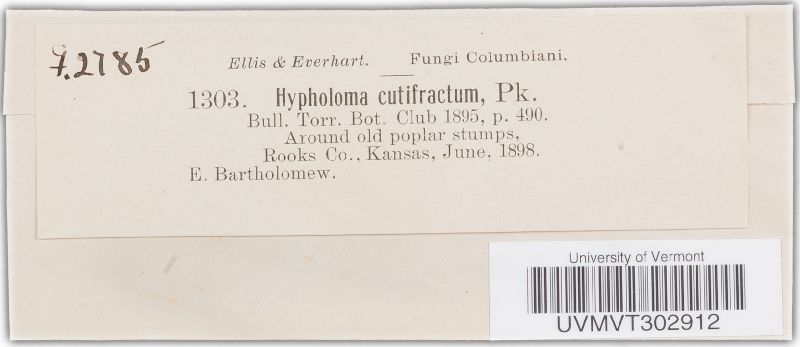 F.2785
Ellis & Everhart. Fungi Columbiani.
1303. Hypholoma cutifractum, Pk.
Bull. Torr. Bot. Club 1895, p. 490.
Around old poplar stumps,
Rooks Co., Kansas, June, 1898.
E. Bartholomew.
University of Vermont
UVMVT302912